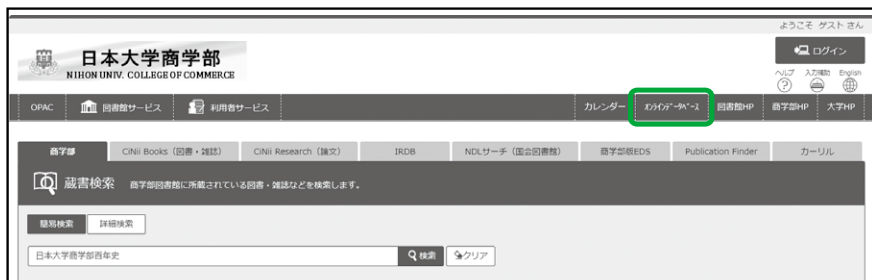 ようこそ ゲスト さん
日本大学商学部
NIHON UNIV. COLLEGE OF COMMERCE
ログイン
ヘルプ 入力補助 English
OPAC 図書館サービス 利用者サービス カレンダー オンラインデータベース 図書館HP 商学部HP 大学HP
商学部 CiNii Books（図書・雑誌） CiNii Research（論文） IRDB NDLサーチ（国会図書館） 商学部版EDS Publication Finder カーリル
蔵書検索 商学部図書館に所蔵されている図書・雑誌などを検索します。
簡易検索 詳細検索
日本大学商学部百年史 検索 クリア